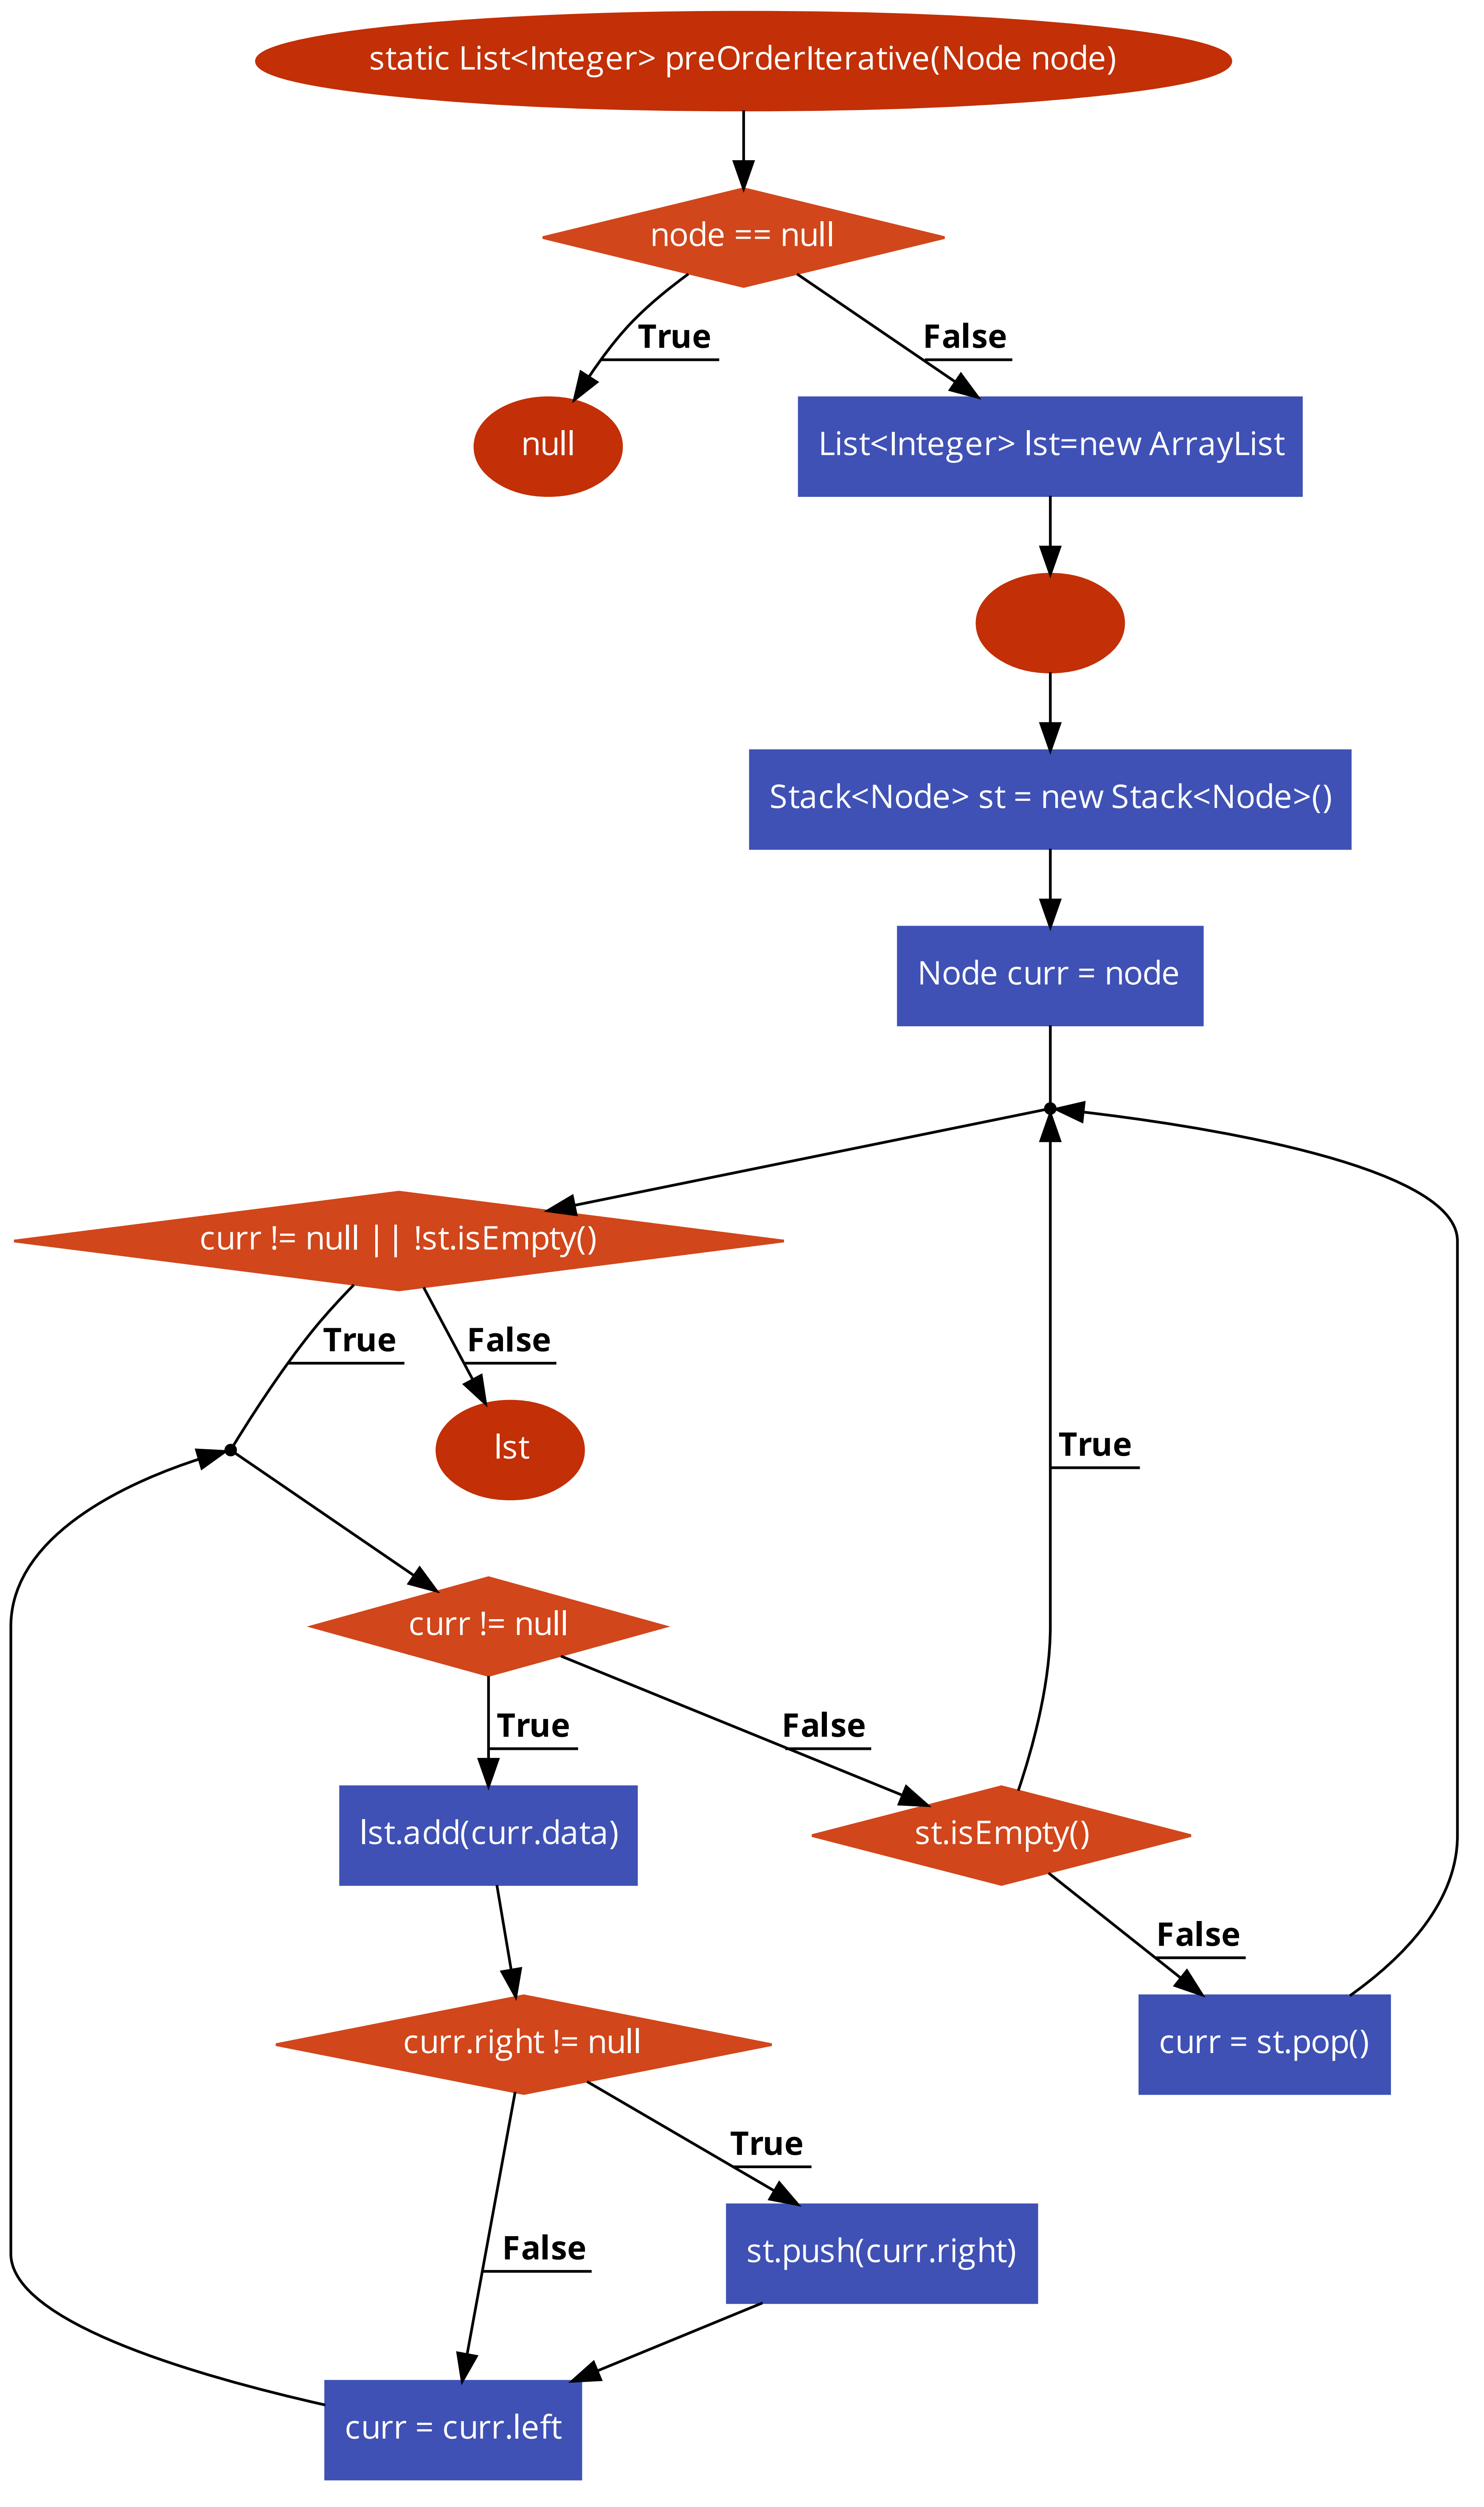 static List<Integer> preOrderIterative(Node node)
node == null
True
False
null
List<Integer> lst=new ArrayList
Stack<Node> st = new Stack<Node>()
Node curr = node
curr != null || !st.isEmpty()
True
False
lst
True
curr != null
True
False
lst.add(curr.data)
st.isEmpty()
False
curr.right != null
curr = st.pop()
True
False
st.push(curr.right)
curr = curr.left